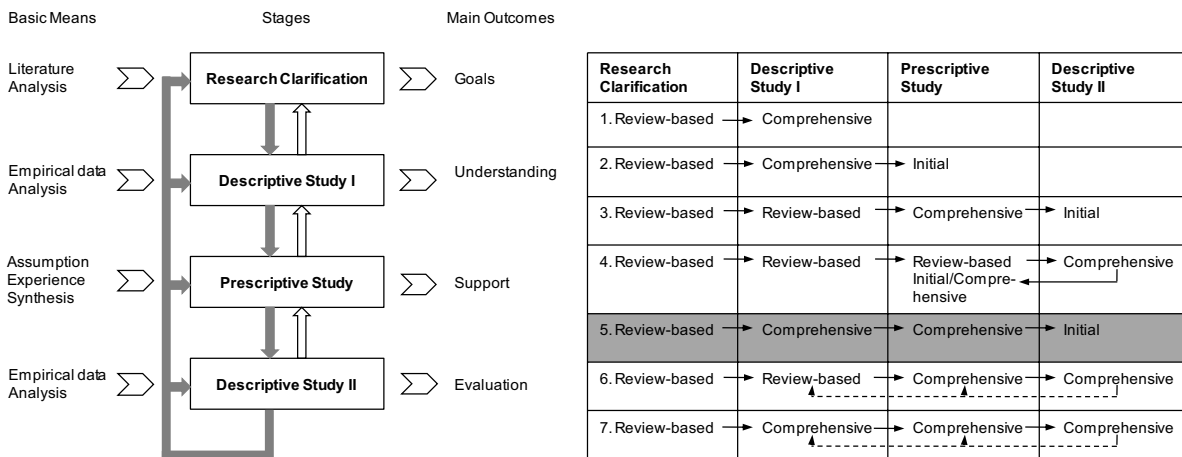 Basic Means Stages Main Outcomes
Literature
Analysis
Research Clarification
Goals
Empirical data
Analysis
Descriptive Study I
Understanding
Assumption
Experience
Synthesis
Prescriptive Study
Support
Empirical data
Analysis
Descriptive Study II
Evaluation
Research
Clarification
Descriptive
Study I
Prescriptive
Study
Descriptive
Study II
1. Review-based Comprehensive
2. Review-based Comprehensive Initial
3. Review-based Review-based Comprehensive Initial
4. Review-based Review-based Review-based Comprehensive
Initial/Compre-
hensive
5. Review-based Comprehensive Comprehensive Initial
6. Review-based Review-based Comprehensive Comprehensive
7. Review-based Comprehensive Comprehensive Comprehensive